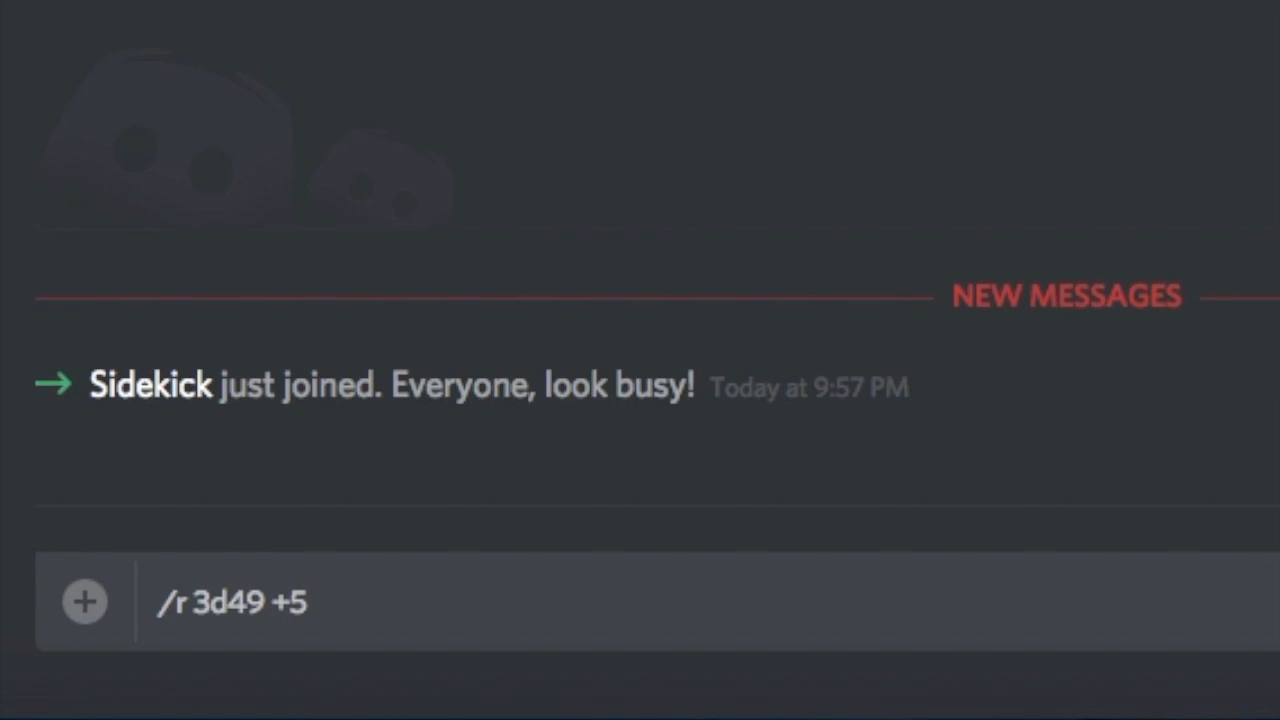 NEW MESSAGES
Sidekick just joined. Everyone, look busy! Today at 9:57 PM
/r 3d49 +5